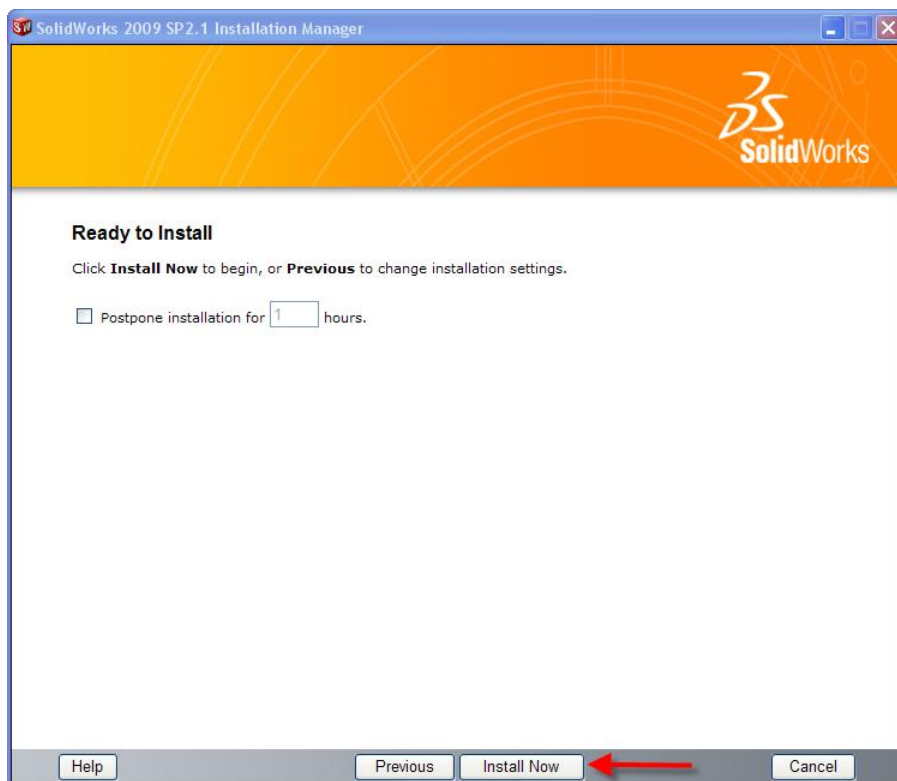 SolidWorks 2009 SP2.1 Installation Manager
SolidWorks
Ready to Install
Click Install Now to begin, or Previous to change installation settings.
Postpone installation for 1 hours.
Help
Previous
Install Now
Cancel